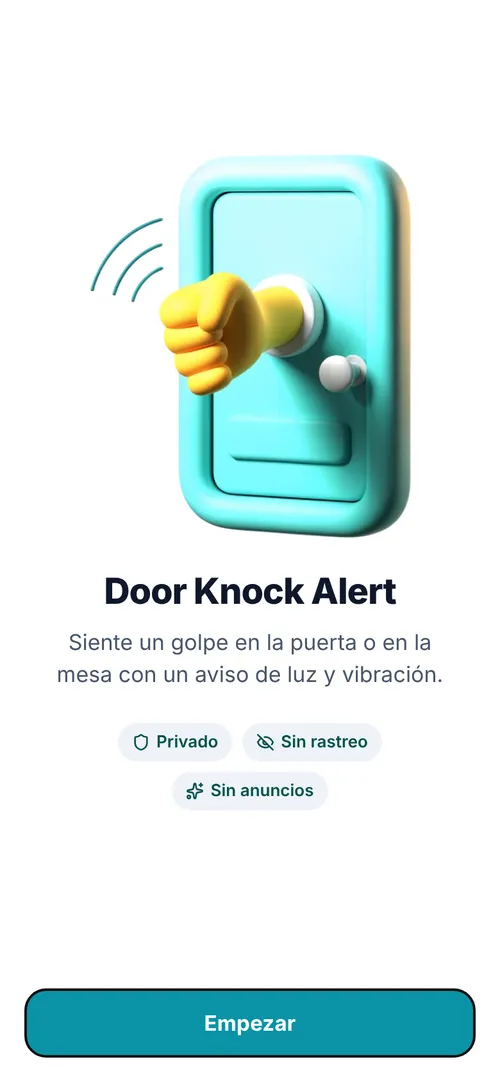 Door Knock Alert
Siente un golpe en la puerta o en la
mesa con un aviso de luz y vibración.
Privado
Sin rastreo
Sin anuncios
Empezar